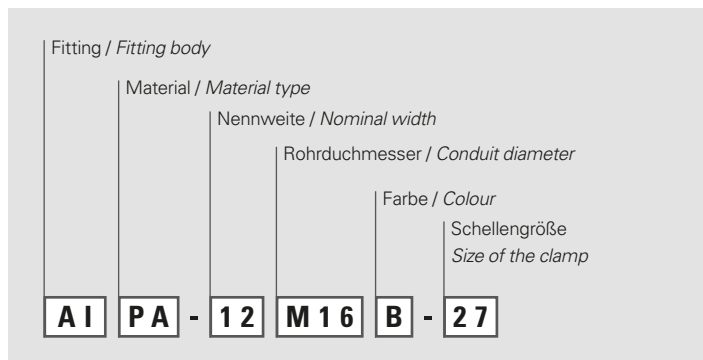 Fitting / Fitting body
Material / Material type
Nennweite / Nominal width
Rohrduchmesser / Conduit diameter
Farbe / Colour
Schellengröße
Size of the clamp
AI PA - 12 M16 B - 27